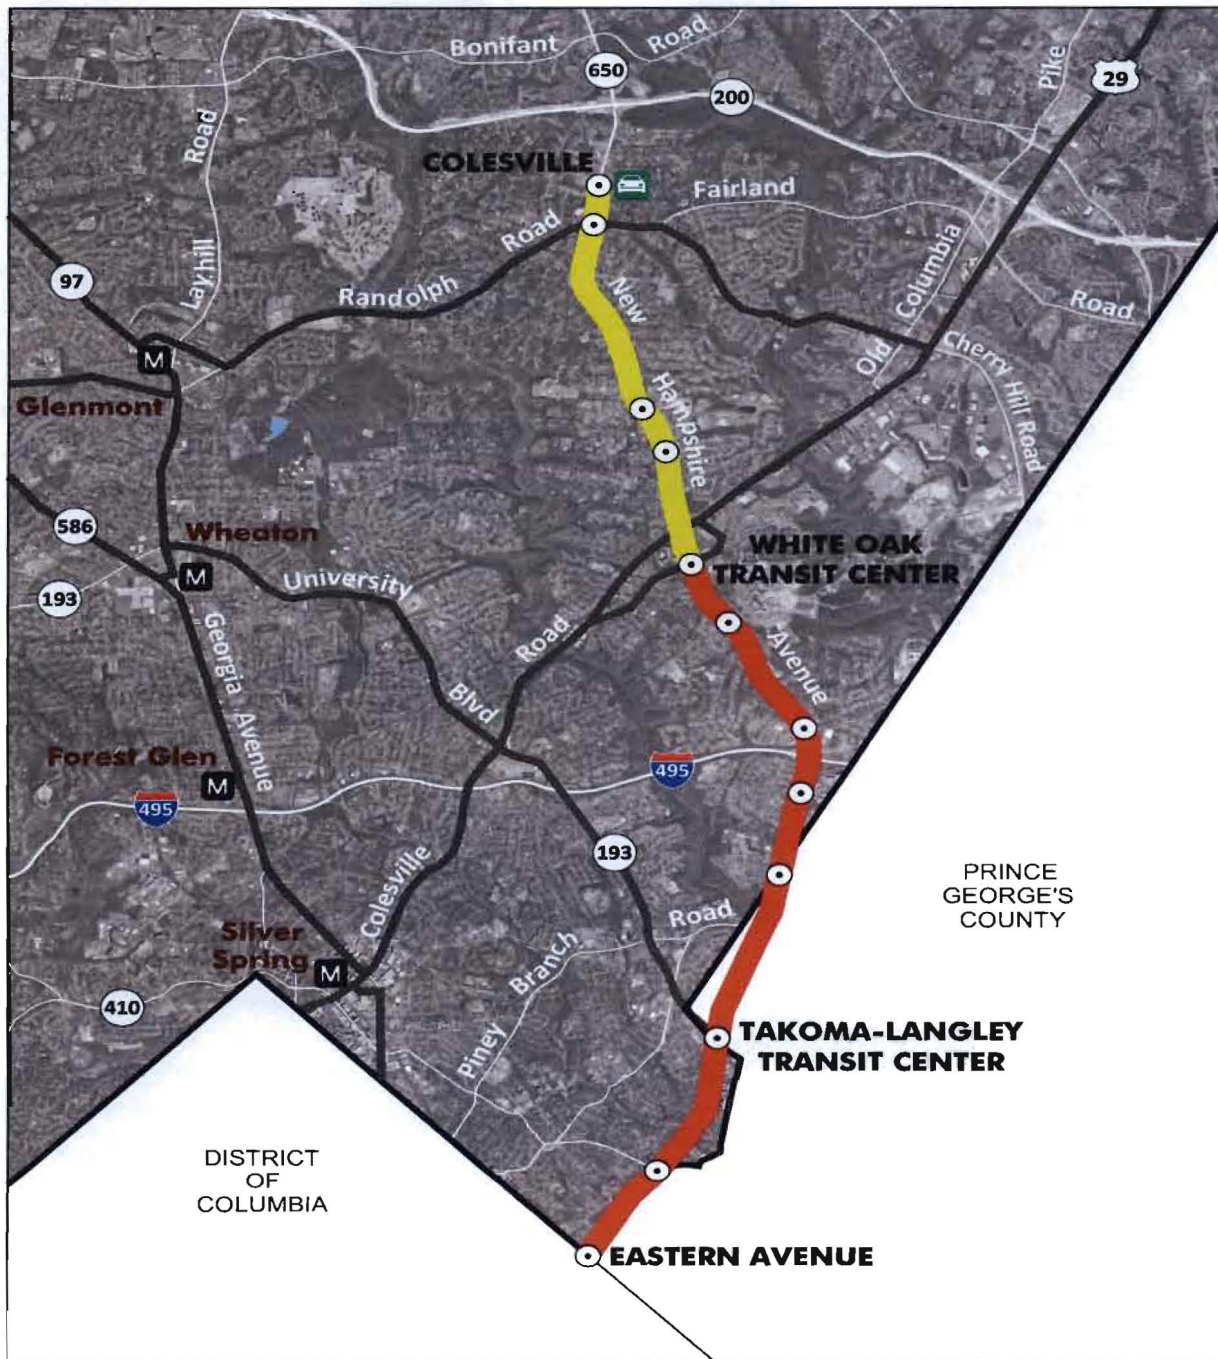 Bonifant
Road
650
200
29
Pike
COLESVILLE
Fairland
Road
Layhill
97
Randolph
Road
New
Columbia
Old
Road
Cherry Hill Road
M
Glenmont
Hampshire
586
Wheaton
M
193
University
WHITE OAK
TRANSIT CENTER
Road
Avenue
Georgia
Avenue
Blvd
Forest Glen
M
495
495
193
Colesville
PRINCE
GEORGE'S
COUNTY
Road
Branch
Piney
Silver
Spring
M
410
TAKOMA-LANGLEY
TRANSIT CENTER
DISTRICT
OF
COLUMBIA
EASTERN AVENUE